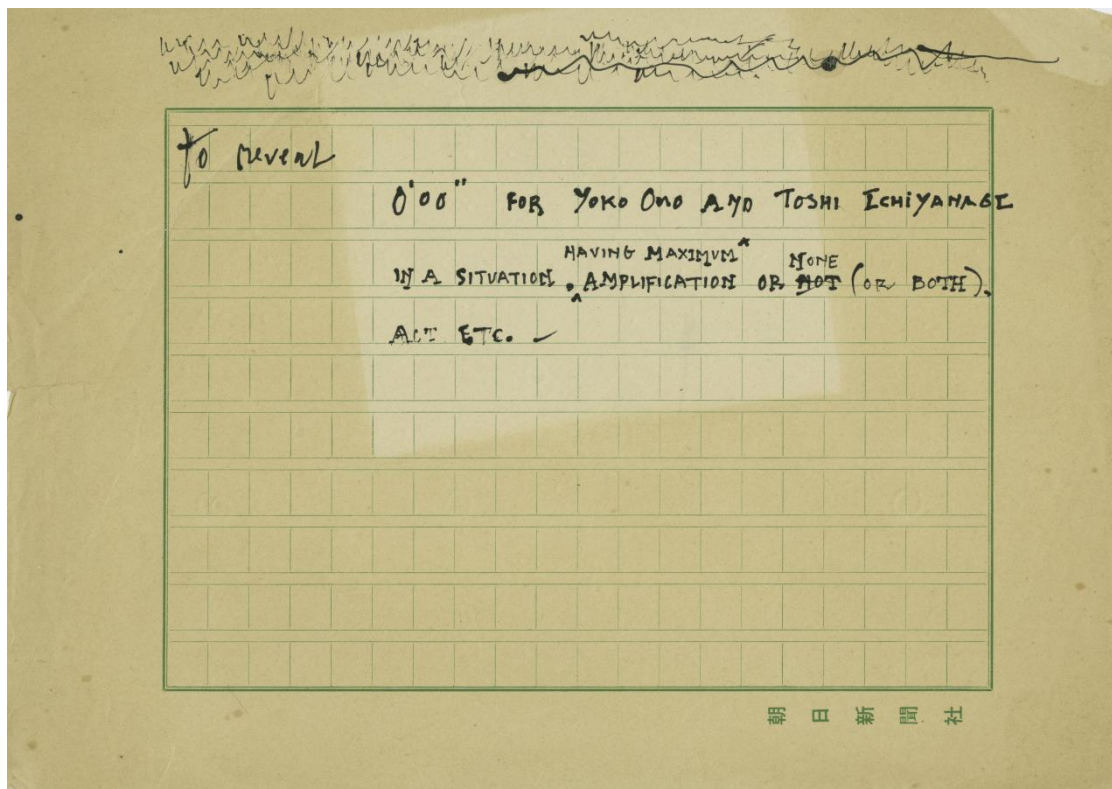 to reveal
0'00" FOR YOKO ONO AND TOSHI ICHIYANAGI
HAVING MAXIMUM NONE
IN A SITUATION AMPLIFICATION OR NOT (OR BOTH).
ACT ETC. –
朝日新聞社